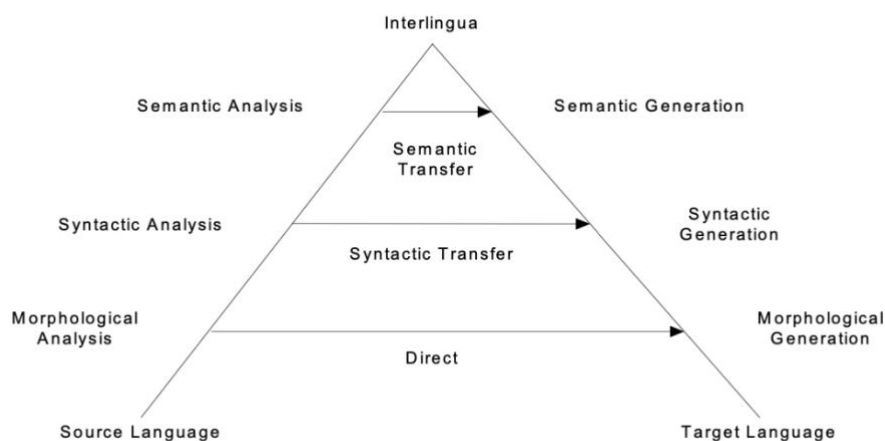 Interlingua
Semantic Analysis
Semantic Generation
Semantic
Transfer
Syntactic Analysis
Syntactic
Generation
Syntactic Transfer
Morphological
Analysis
Morphological
Generation
Direct
Source Language
Target Language